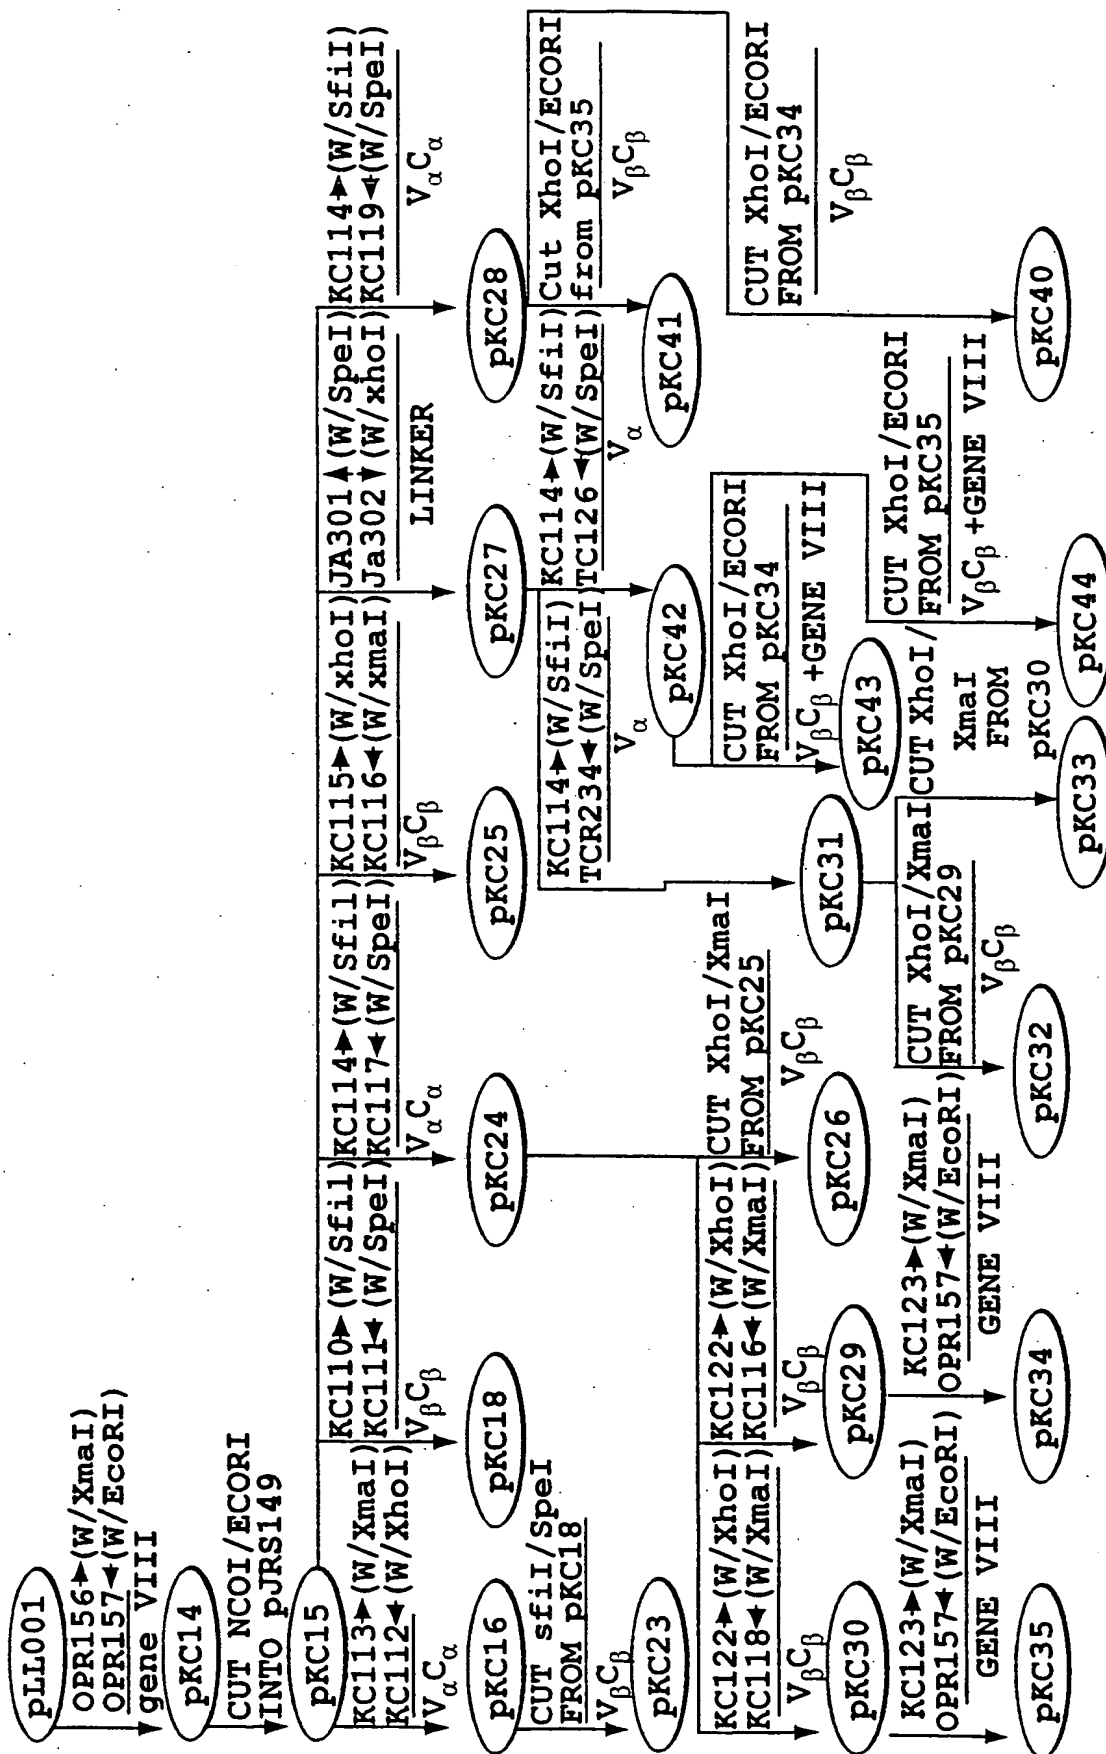 pLL001
OPR156►(W/XmaI)
OPR157◄(W/EcoRI)
gene VIII
pKC14
CUT NCOI/ECORI
INTO pJRS149
pKC15
KC113►(W/XmaI)
KC112◄(W/XhoI)
VαCα
KC110►(W/Sfil)
KC111◄(W/SpeI)
VβCβ
KC114►(W/Sfil)
KC117◄(W/SpeI)
VαCα
KC115►(W/xhoI)
KC116◄(W/xmaI)
VβCβ
JA301▲(W/SpeI)
Ja302▼(W/xhoI)
LINKER
KC114►(W/SfiI)
KC119◄(W/SpeI)
VαCα
pKC16
pKC18
pKC24
pKC25
pKC27
pKC28
CUT sfiI/SpeI
FROM pKC18
VβCβ
pKC23
KC114►(W/SfiI)
TCR234◄(W/SpeI)
Vα
KC114►(W/SfiI)
TC126◄(W/SpeI)
Vα
Cut XhoI/ECORI
from pKC35
VβCβ
pKC42
pKC41
CUT XhoI/ECORI
FROM pKC34
VβCβ
KC122►(W/XhoI)
KC118◄(W/XmaI)
VβCβ
KC122►(W/XhoI)
KC116◄(W/XmaI)
VβCβ
CUT XhoI/XmaI
FROM pKC25
VβCβ
CUT XhoI/ECORI
FROM pKC34
VβCβ +GENE VIII
pKC30
pKC29
pKC26
pKC31
pKC43
CUT XhoI/ECORI
FROM pKC35
VβCβ +GENE VIII
KC123►(W/XmaI)
OPR157◄(W/EcoRI)
GENE VIII
KC123►(W/XmaI)
OPR157◄(W/EcoRI)
GENE VIII
CUT XhoI/XmaI
FROM pKC29
VβCβ
CUT XhoI/
XmaI
FROM
pKC30
pKC35
pKC34
pKC32
pKC33
pKC44
pKC40